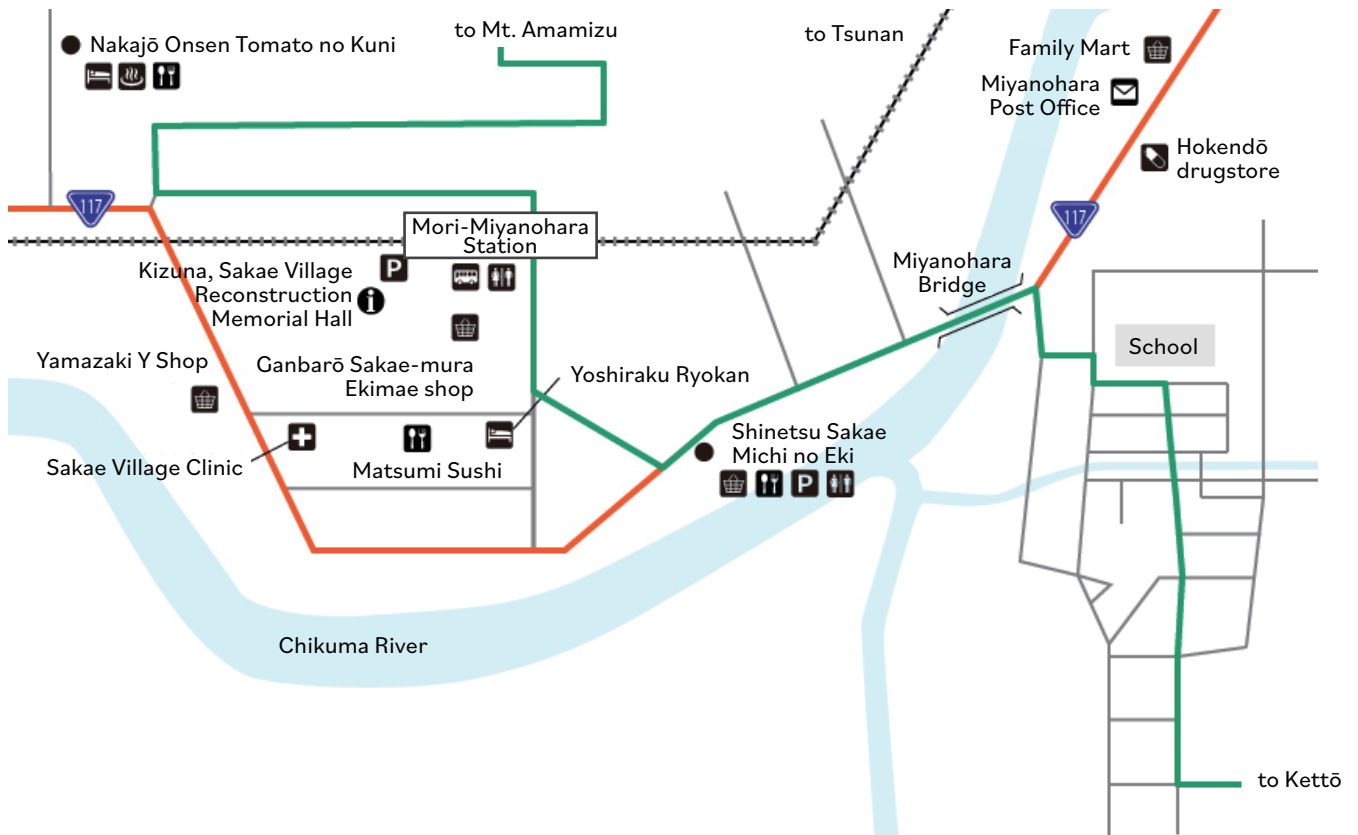 to Mt. Amamizu
to Tsunan
Nakajō Onsen Tomato no Kuni
Family Mart
Miyanohara
Post Office
Hokendō
drugstore
117
117
Mori-Miyanohara
Station
P
Kizuna, Sakae Village
Reconstruction
Memorial Hall
i
Miyanohara
Bridge
School
Yamazaki Y Shop
Ganbarō Sakae-mura
Ekimae shop
Yoshiraku Ryokan
Sakae Village Clinic
Matsumi Sushi
Shinetsu Sakae
Michi no Eki
P
Chikuma River
to Kettō